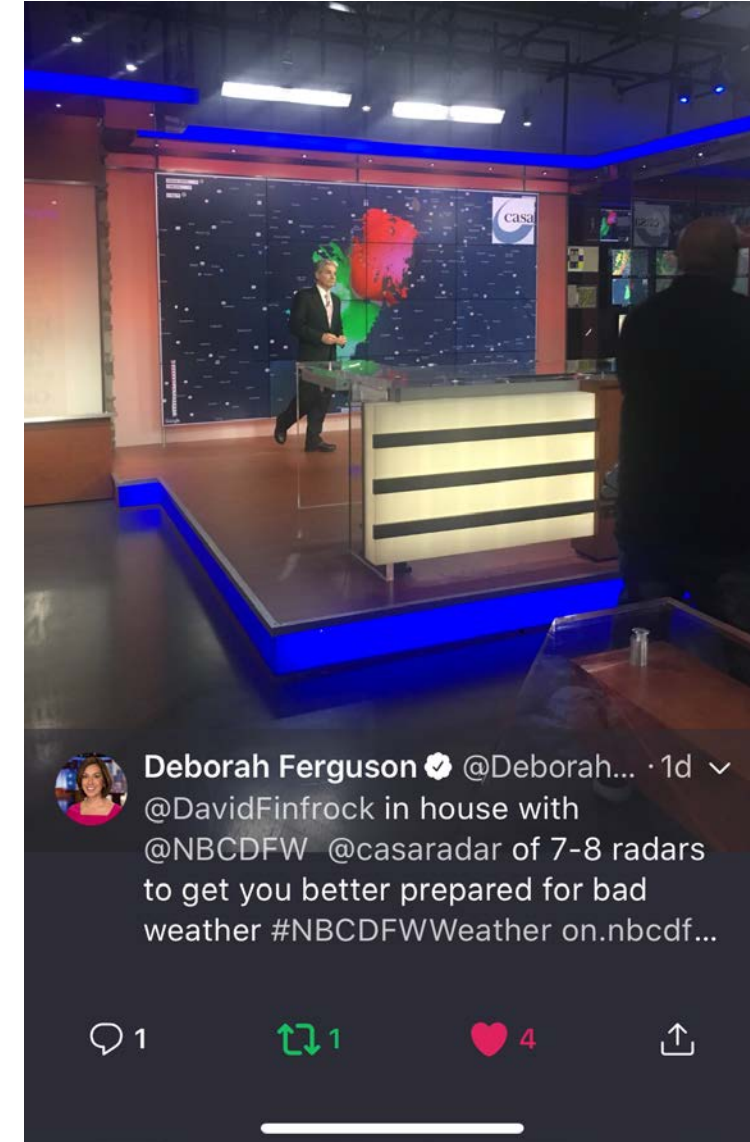 casa
Deborah Ferguson @Deborah... · 1d
@DavidFinfrock in house with
@NBCDFW @casaradar of 7-8 radars
to get you better prepared for bad
weather #NBCDFWWeather on.nbcdf...
1
1
4